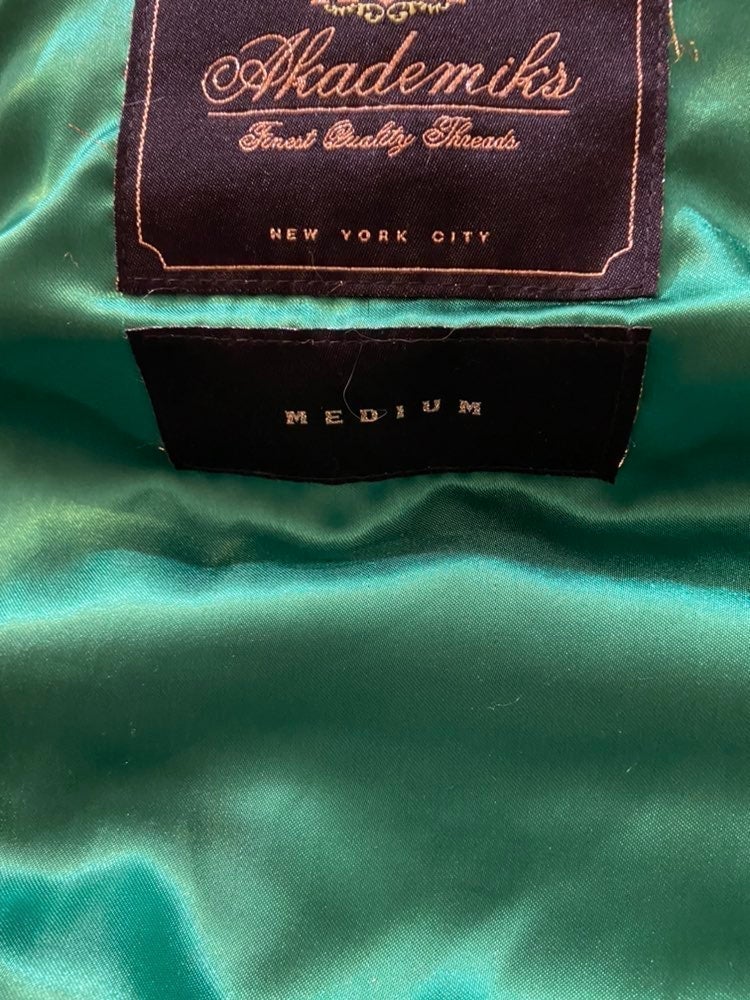 Akademiks
Finest Quality Threads
NEW YORK CITY
MEDIUM